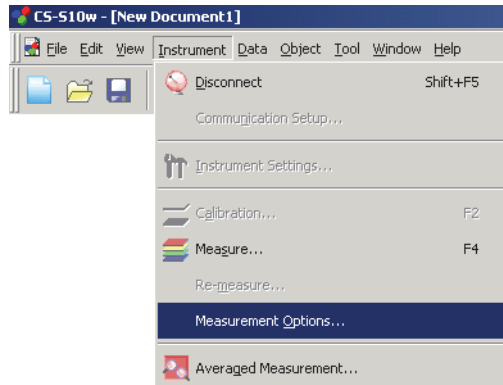 CS-S10w - [New Document1]
File Edit View Instrument Data Object Tool Window Help
Disconnect Shift+F5
Communication Setup...
Instrument Settings...
Calibration... F2
Measure... F4
Re-measure...
Measurement Options...
Averaged Measurement...